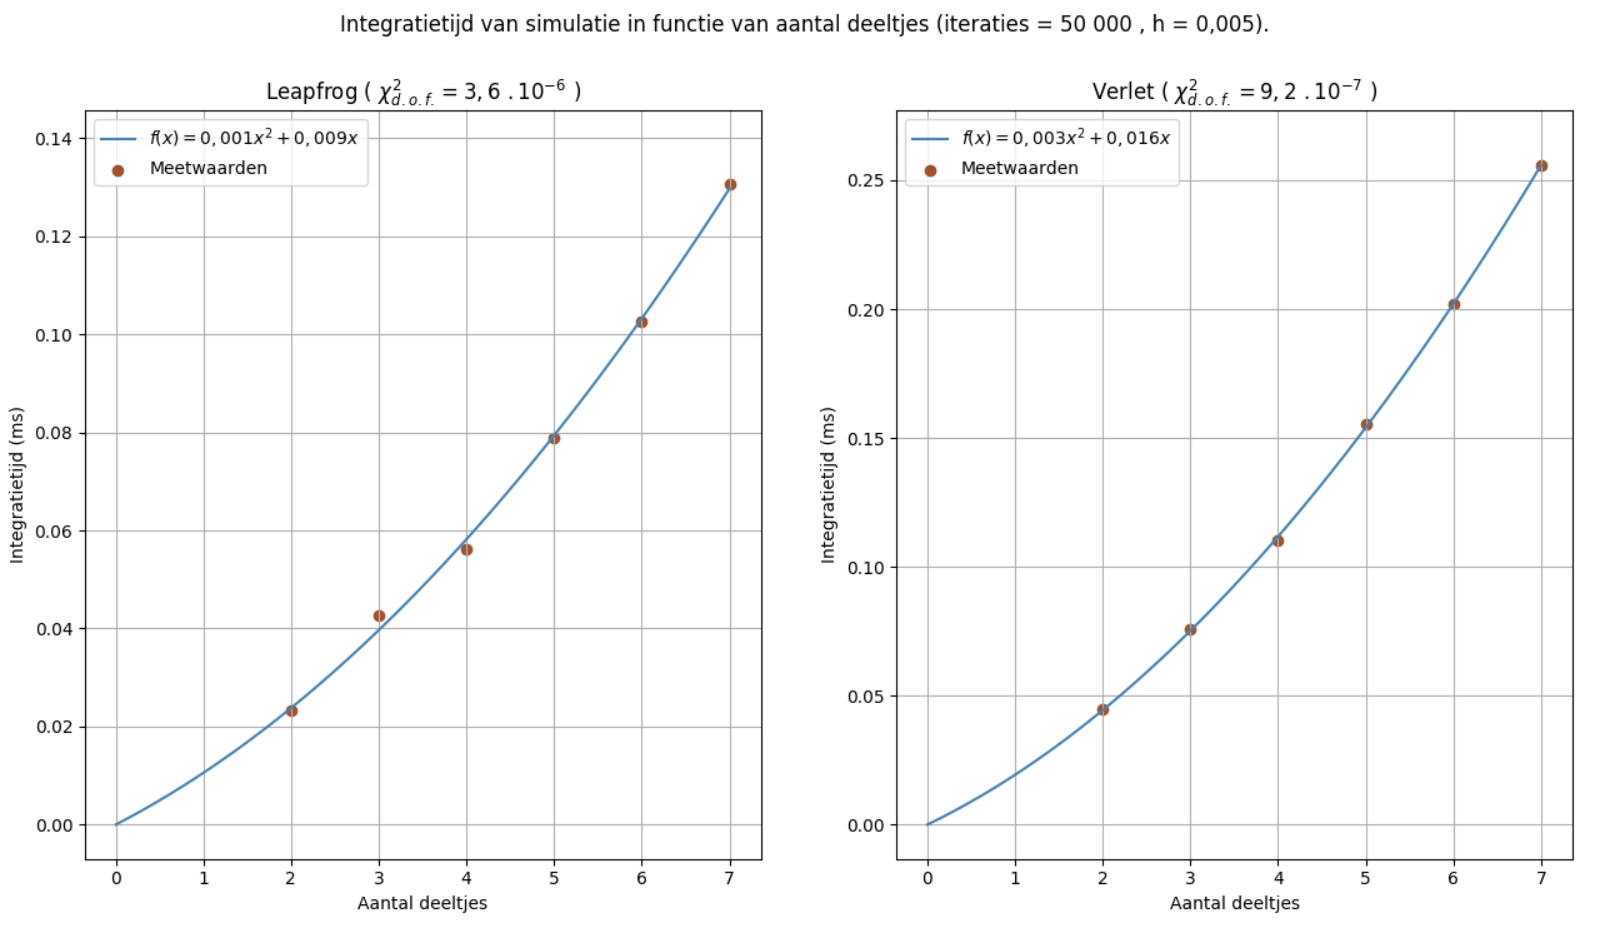 Integratietijd van simulatie in functie van aantal deeltjes (iteraties = 50 000 , h = 0,005).
Leapfrog ( χ²d.o.f. = 3, 6 . 10⁻⁶ )
f(x) = 0, 001x² + 0, 009x
Meetwaarden
0.14
0.12
0.10
0.08
0.06
0.04
0.02
0.00
Integratietijd (ms)
0 1 2 3 4 5 6 7
Aantal deeltjes
Verlet ( χ²d.o.f. = 9, 2 . 10⁻⁷ )
f(x) = 0, 003x² + 0, 016x
Meetwaarden
0.25
0.20
0.15
0.10
0.05
0.00
Integratietijd (ms)
0 1 2 3 4 5 6 7
Aantal deeltjes